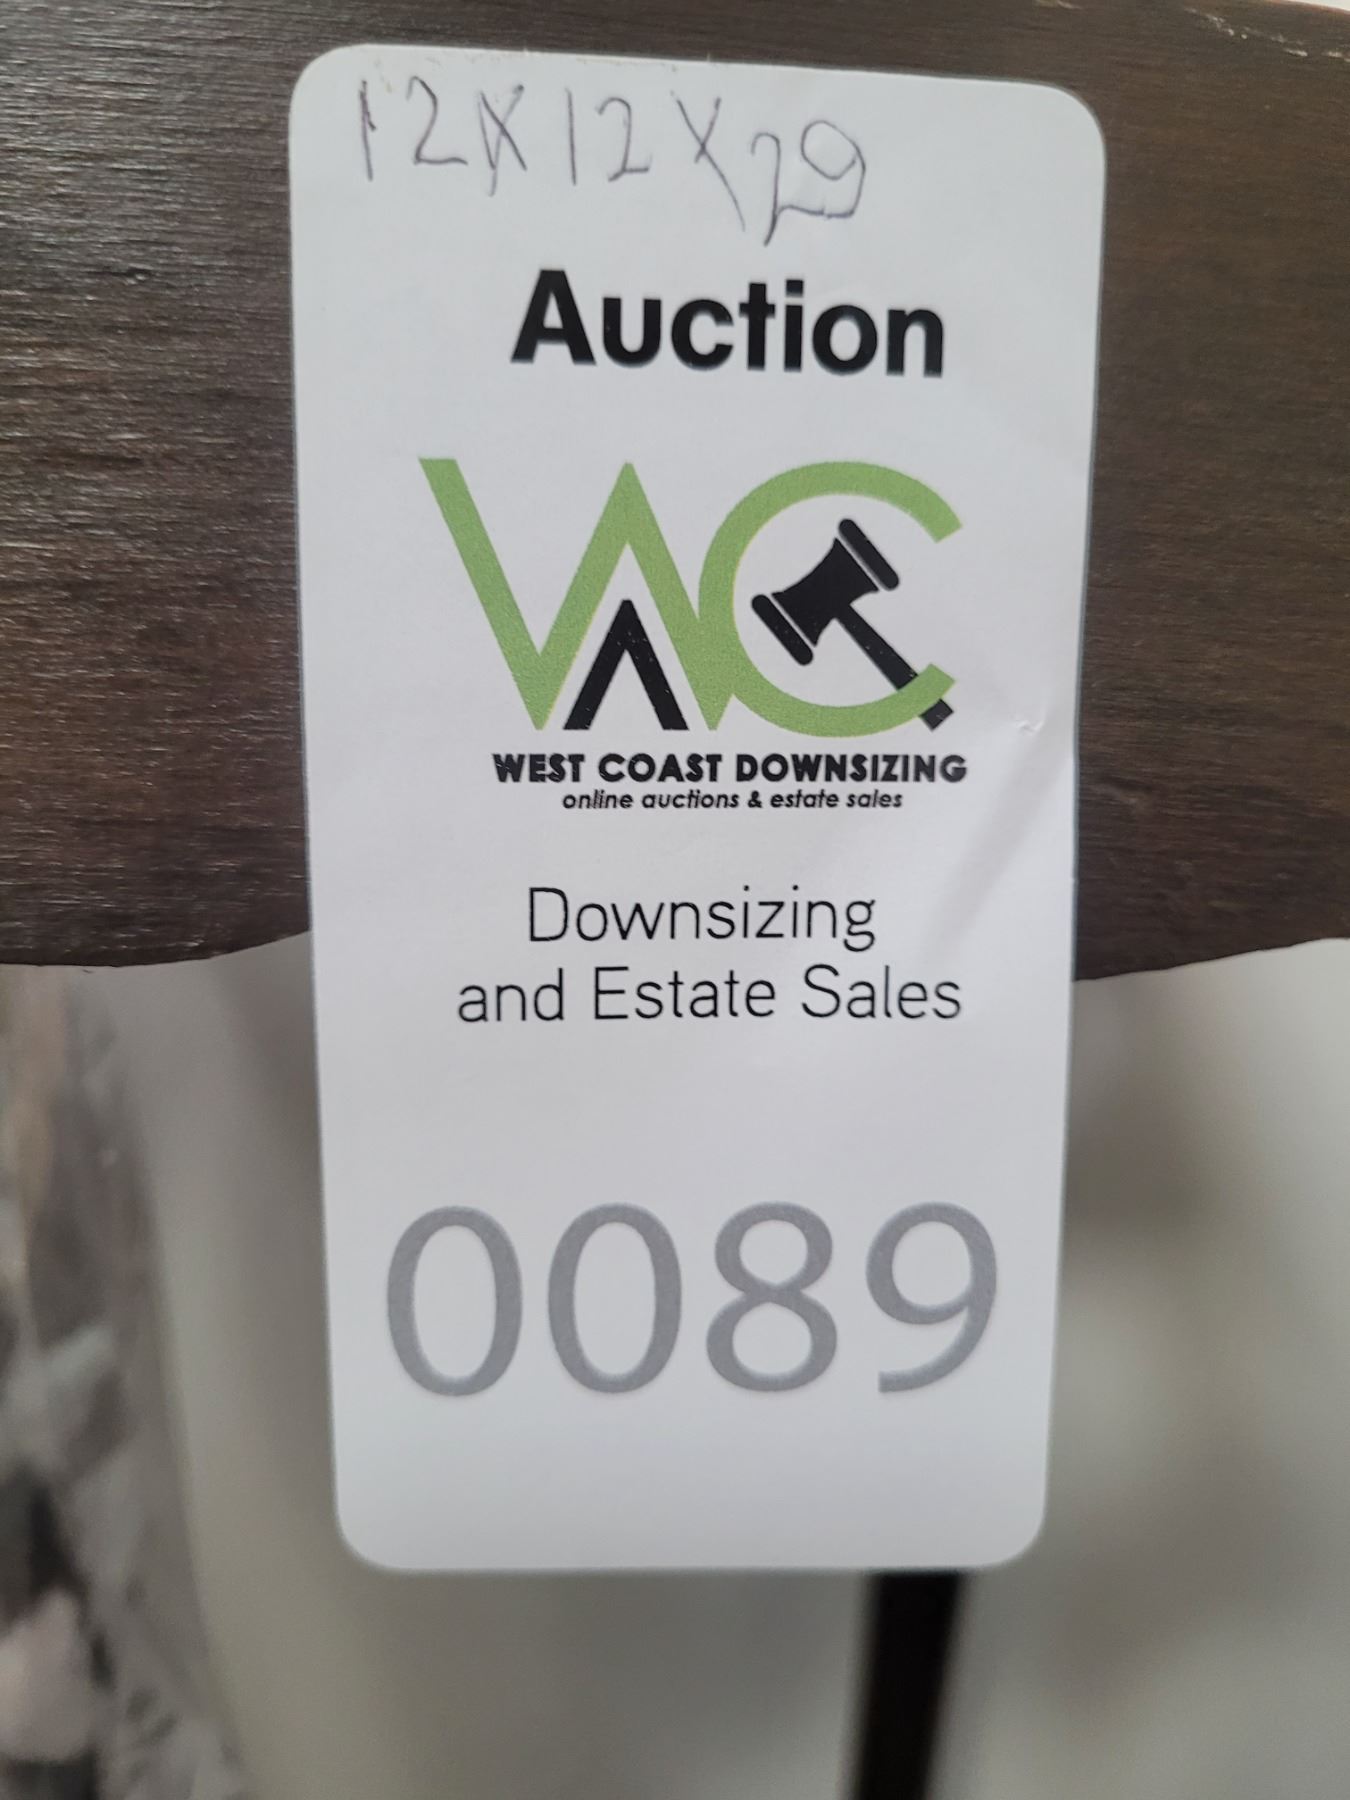 12x12x29
Auction
WC
WEST COAST DOWNSIZING
online auctions & estate sales
Downsizing
and Estate Sales
0089